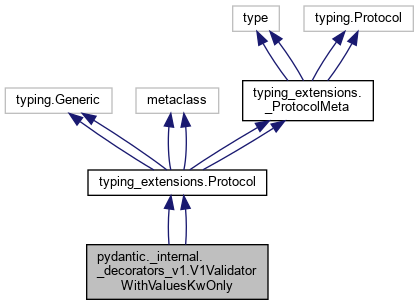 type
typing.Protocol
typing.Generic
metaclass
typing_extensions.
_ProtocolMeta
typing_extensions.Protocol
pydantic._internal.
_decorators_v1.V1Validator
WithValuesKwOnly